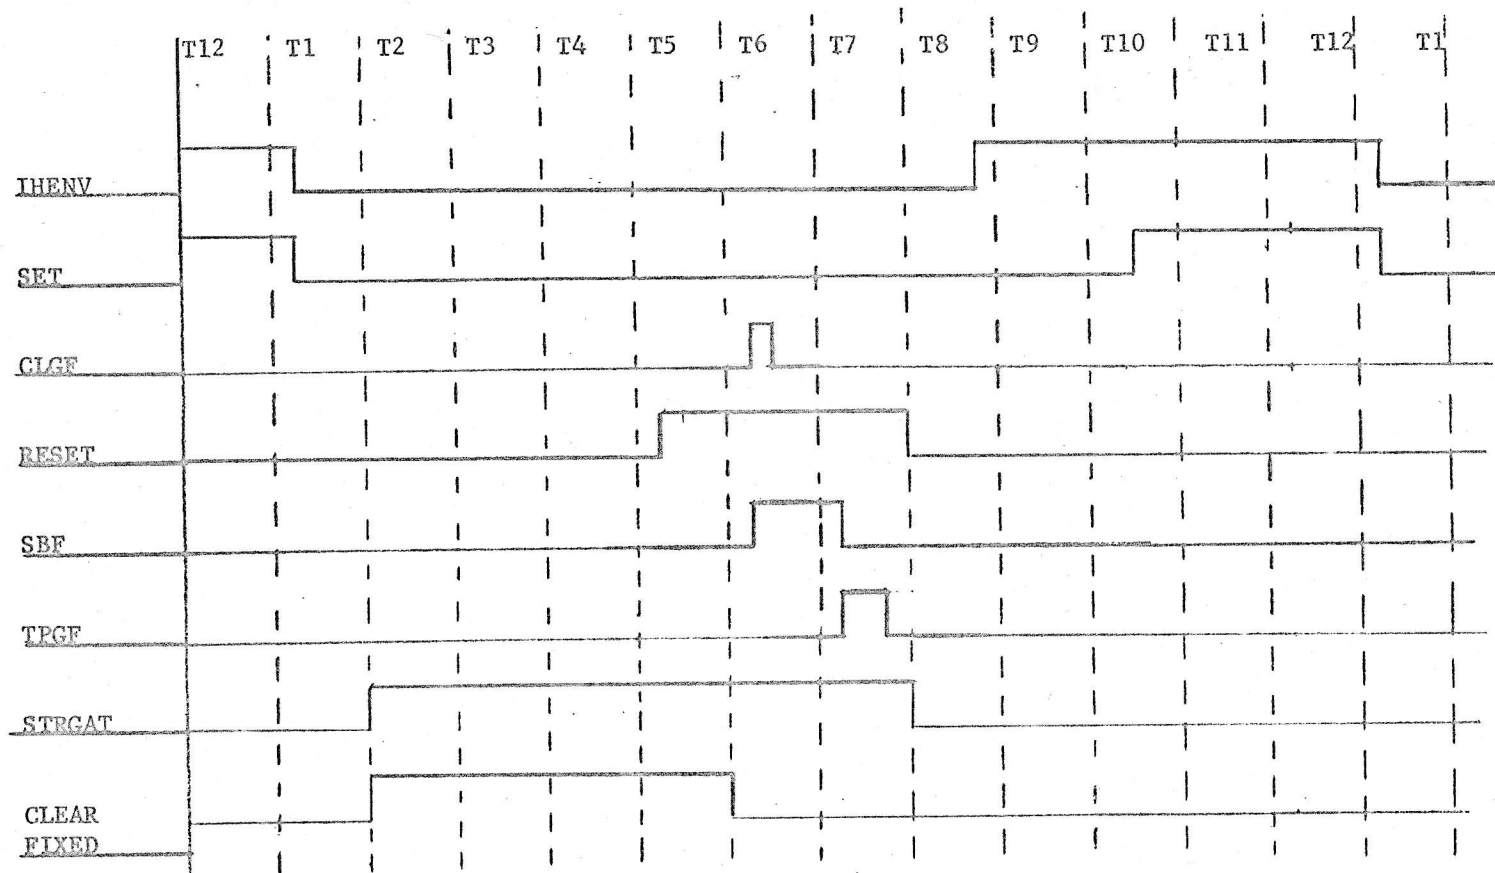 T12 T1 T2 T3 T4 T5 T6 T7 T8 T9 T10 T11 T12 T1
IHENV
SET
CLGF
RESET
SBF
TPGF
STRGAT
CLEAR
FIXED